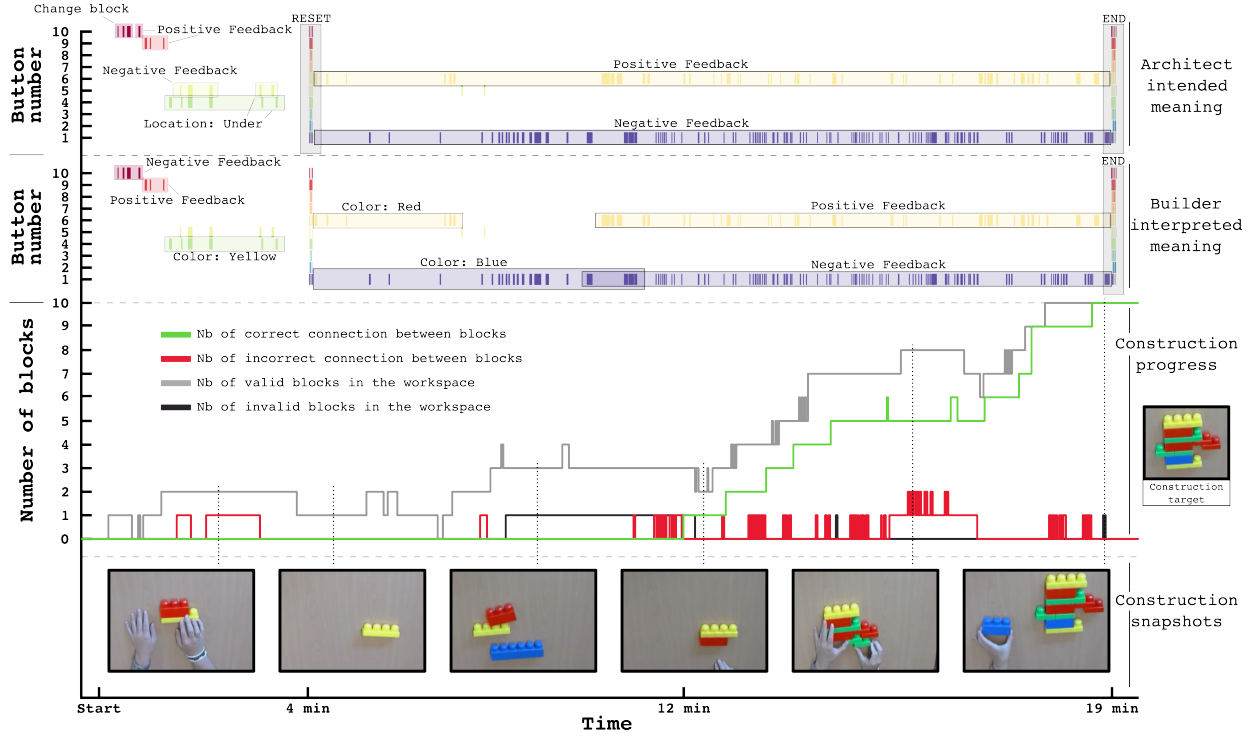 Change block
Positive Feedback
Negative Feedback
Location: Under
RESET
Positive Feedback
Negative Feedback
END
Button
number
10
9
8
7
6
5
4
3
2
1
Architect
intended
meaning
Negative Feedback
Positive Feedback
Color: Yellow
Color: Red
Color: Blue
Positive Feedback
Negative Feedback
END
Button
number
10
9
8
7
6
5
4
3
2
1
Builder
interpreted
meaning
Number of blocks
10
9
8
7
6
5
4
3
2
1
0
Nb of correct connection between blocks
Nb of incorrect connection between blocks
Nb of valid blocks in the workspace
Nb of invalid blocks in the workspace
Construction
progress
Construction
target
Construction
snapshots
Start
4 min
12 min
19 min
Time